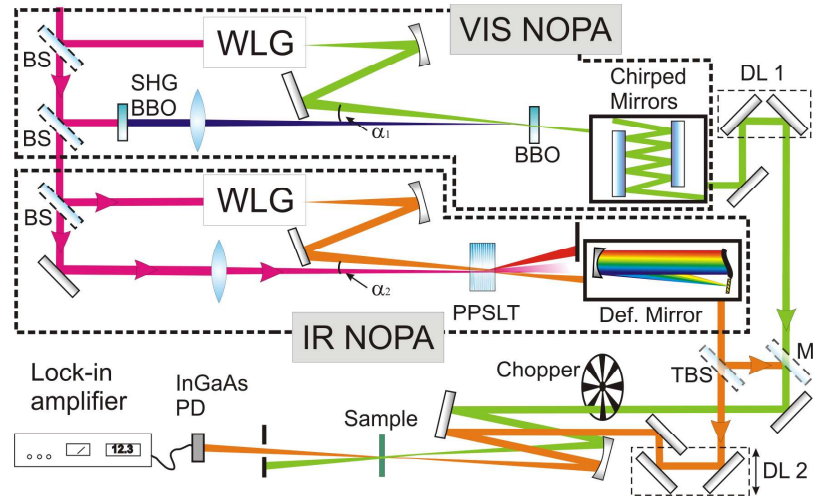 BS
WLG
VIS NOPA
SHG
BBO
Chirped
Mirrors
DL 1
BS
α1
BBO
BS
WLG
α2
PPSLT
Def. Mirror
IR NOPA
TBS
M
Lock-in
amplifier
InGaAs
PD
Sample
Chopper
12.3
DL 2